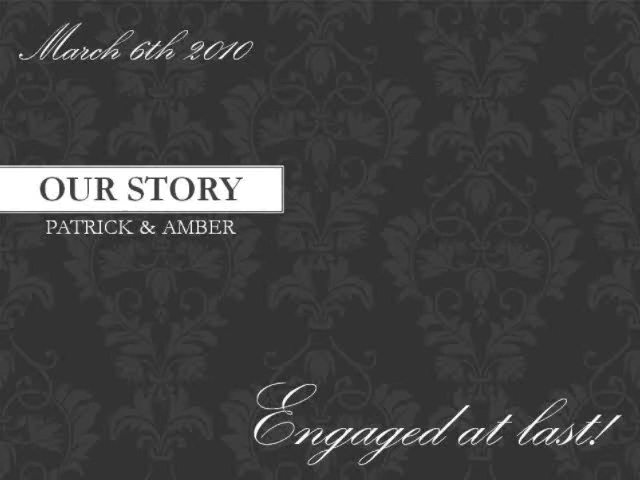 March 6th 2010
OUR STORY
PATRICK & AMBER
Engaged at last!